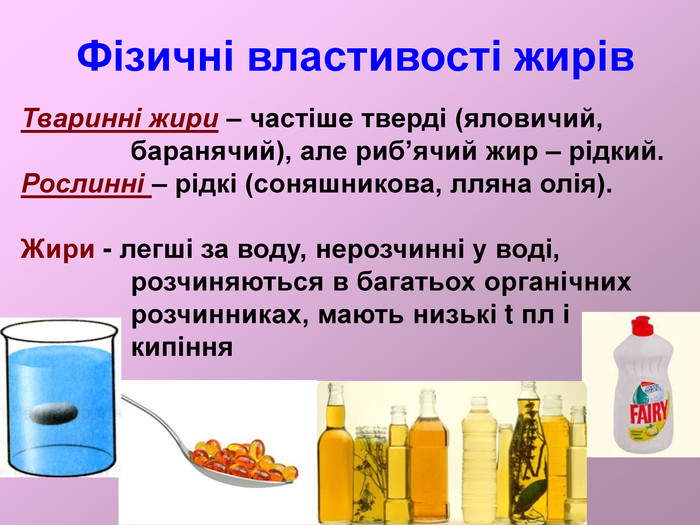 Фізичні властивості жирів
Тваринні жири – частіше тверді (яловичий,
баранячий), але риб’ячий жир – рідкий.
Рослинні – рідкі (соняшникова, лляна олія).
Жири - легші за воду, нерозчинні у воді,
розчиняються в багатьох органічних
розчинниках, мають низькі t пл і
кипіння
FAIRY